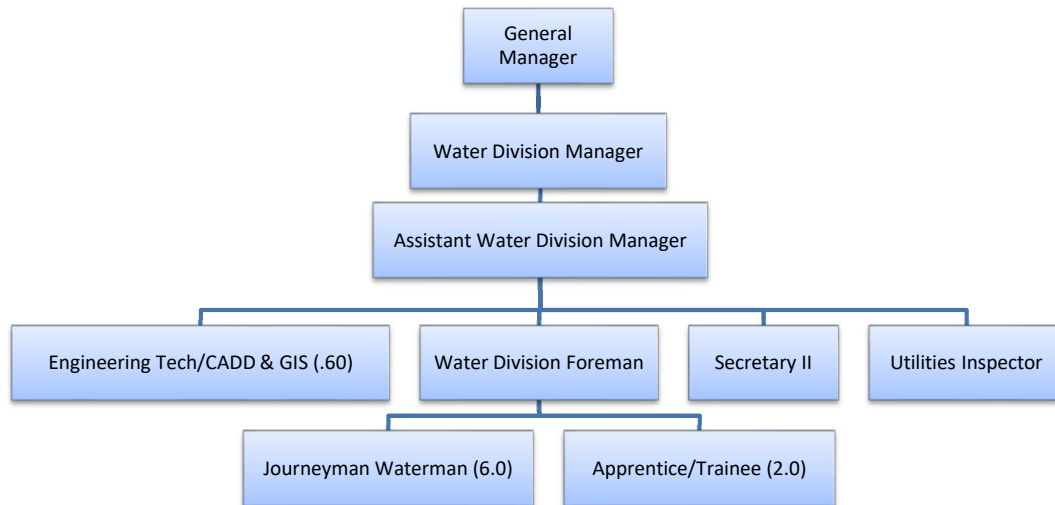 General
Manager
Water Division Manager
Assistant Water Division Manager
Engineering Tech/CADD & GIS (.60)
Water Division Foreman
Secretary II
Utilities Inspector
Journeyman Waterman (6.0)
Apprentice/Trainee (2.0)